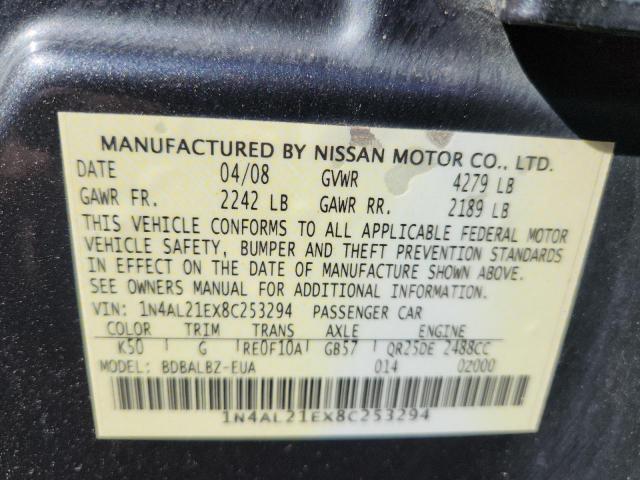 MANUFACTURED BY NISSAN MOTOR CO., LTD.
DATE 04/08 GVWR 4279 LB
GAWR FR. 2242 LB GAWR RR. 2189 LB
THIS VEHICLE CONFORMS TO ALL APPLICABLE FEDERAL MOTOR
VEHICLE SAFETY, BUMPER AND THEFT PREVENTION STANDARDS
IN EFFECT ON THE DATE OF MANUFACTURE SHOWN ABOVE.
SEE OWNERS MANUAL FOR ADDITIONAL INFORMATION.
VIN: 1N4AL21EX8C253294 PASSENGER CAR
COLOR TRIM TRANS AXLE ENGINE
K50 G RE0F10A GB57 QR25DE 2488CC
MODEL: BDBALBZ-EUA 014 0Z000
1N4AL21EX8C253294